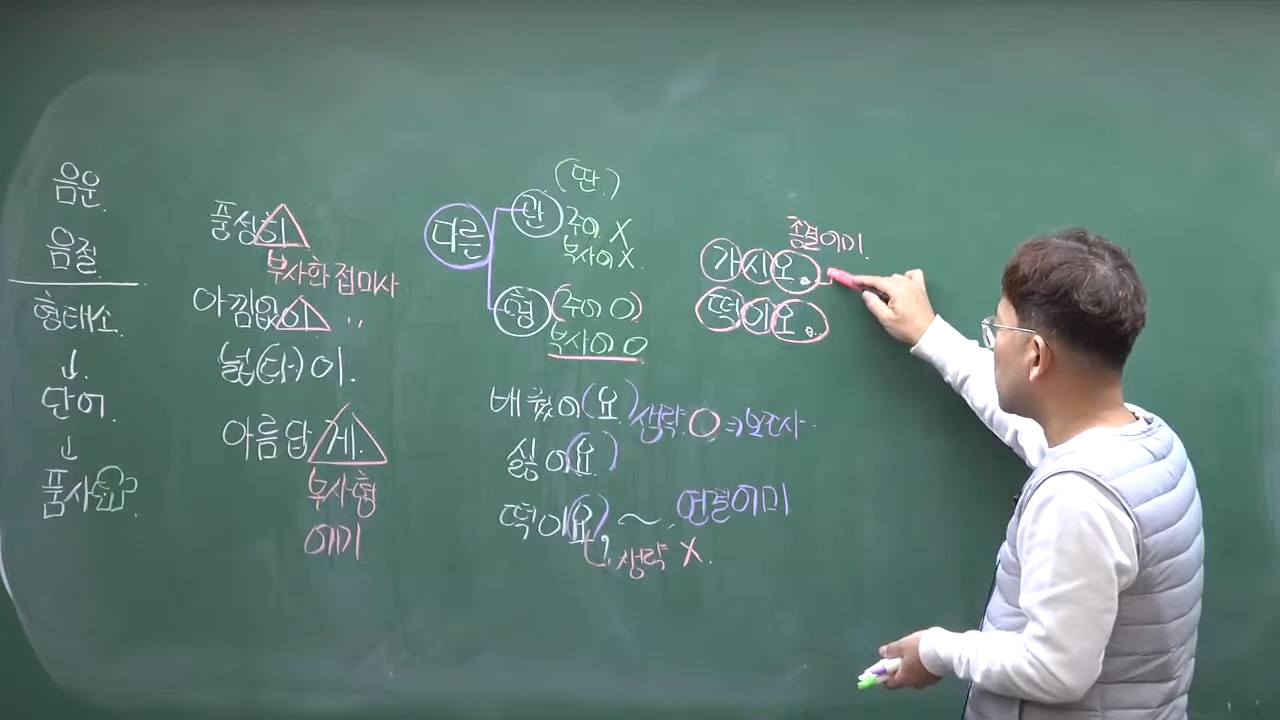 음운.
음절.
형태소.
↓
단어.
↓
품사
풍성히
부사화 접미사
아낌없이 〃
넓(다)이.
아름답게.
부사형
어미
다른
관
(딴.)
주어. X
부사어 X
형
(주어 O)
부사어 O
배웠어(요.) 생략. O ⇒ 보조사.
싫어(요.)
떡이(요), ~. 연결어미
생략 X.
종결어미.
가시오.
떡이오.